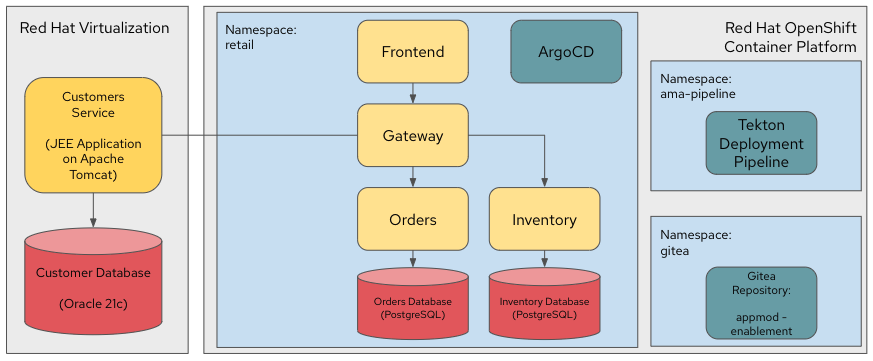 Red Hat Virtualization
Customers
Service
(JEE Application
on Apache
Tomcat)
Customer Database
(Oracle 21c)
Red Hat OpenShift
Container Platform
Namespace:
retail
Frontend
ArgoCD
Gateway
Orders
Inventory
Orders Database
(PostgreSQL)
Inventory Database
(PostgreSQL)
Namespace:
ama-pipeline
Tekton
Deployment
Pipeline
Namespace:
gitea
Gitea
Repository:
appmod -
enablement